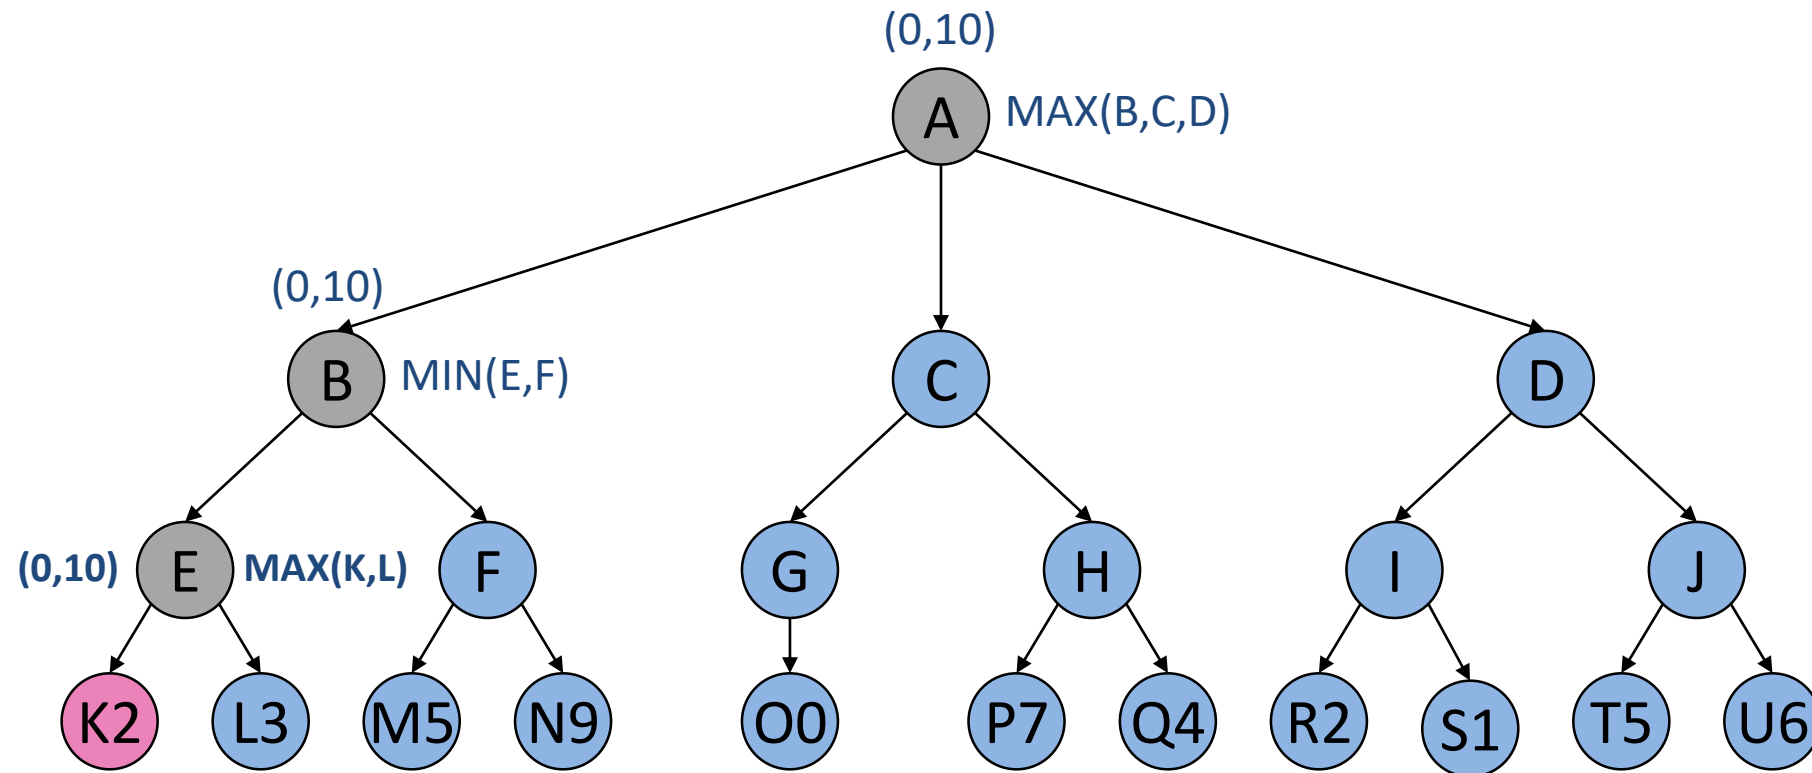 (0,10)
A MAX(B,C,D)
(0,10)
B MIN(E,F) C D
(0,10) E MAX(K,L) F G H I J
K2 L3 M5 N9 O0 P7 Q4 R2 S1 T5 U6